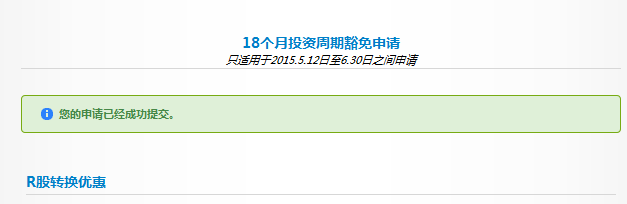 18个月投资周期豁免申请
只适用于2015.5.12日至6.30日之间申请
您的申请已经成功提交。
R股转换优惠